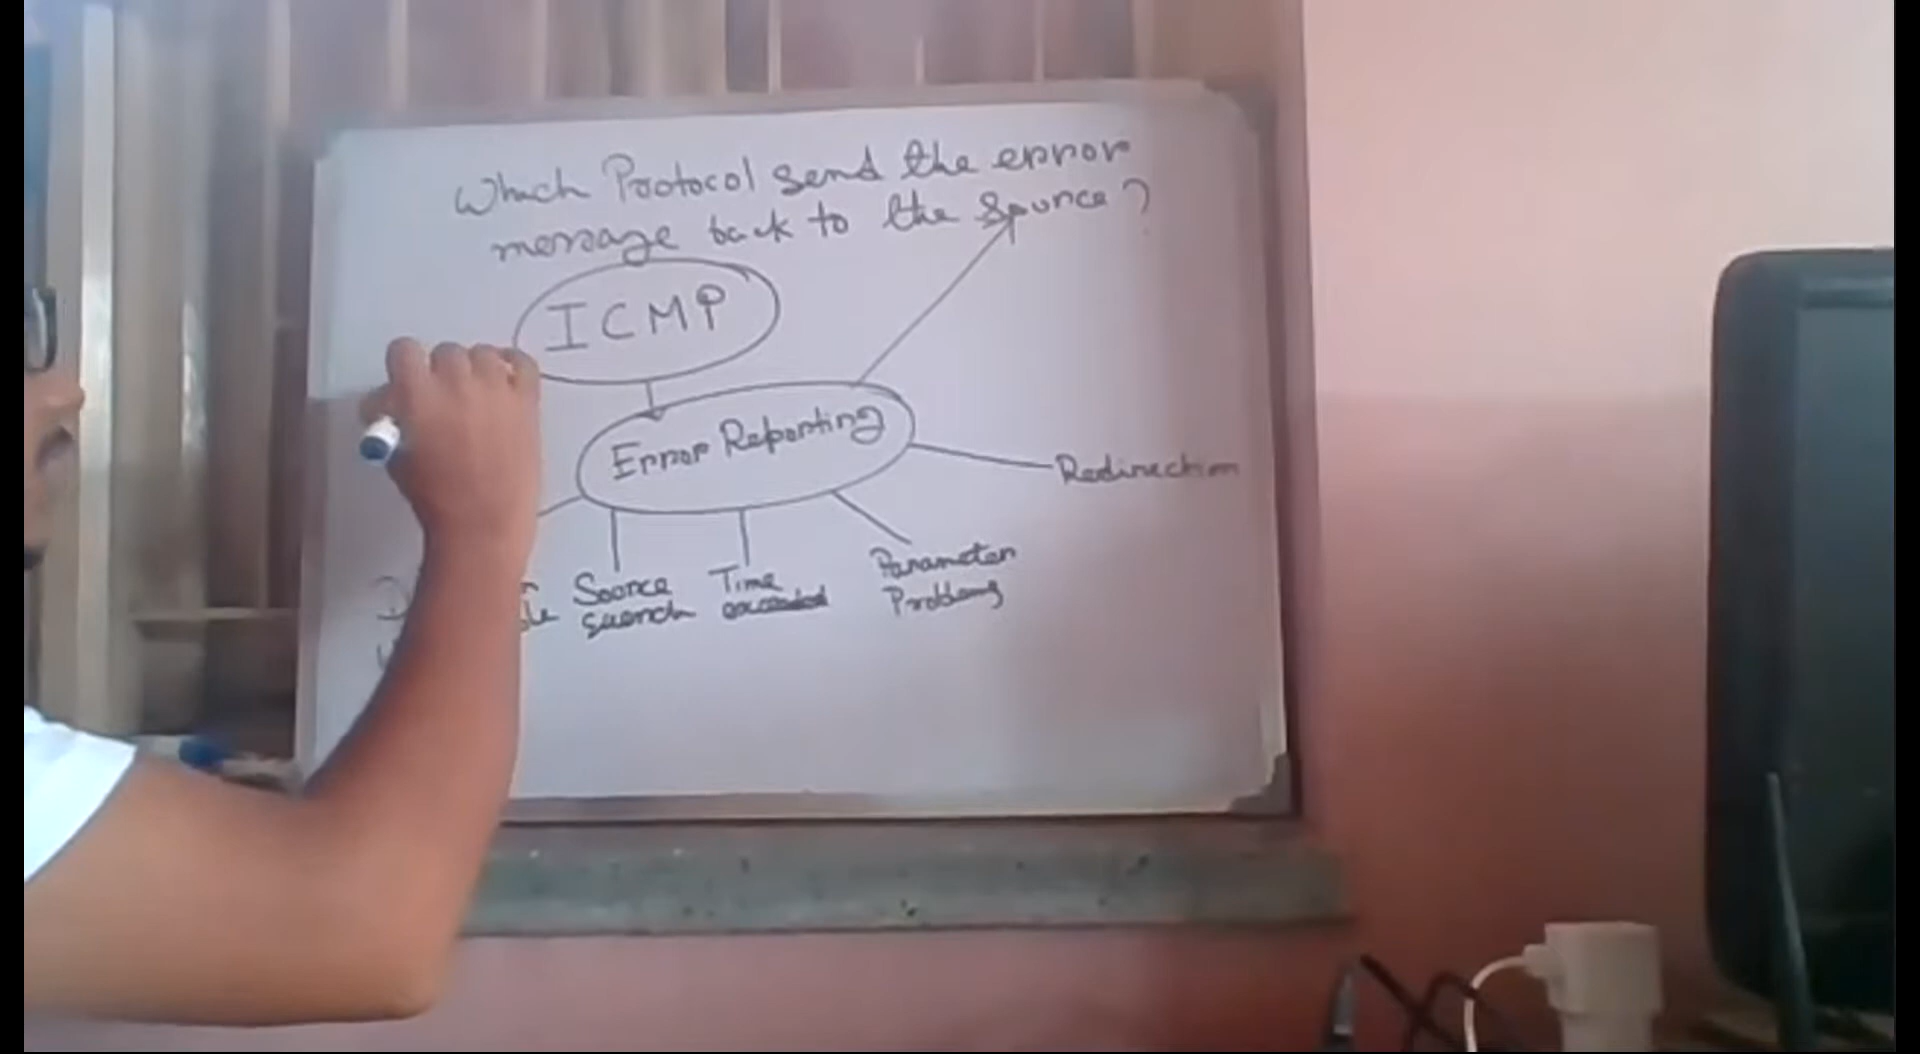 Which Protocol send the error
message back to the source?
ICMP
Error Reporting
Redirection
Source
quench
Time
exceeded
Parameter
Problems